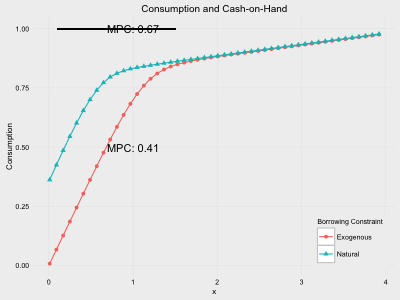 Consumption and Cash-on-Hand
1.00
MPC: 0.67
0.75
Consumption
0.50
MPC: 0.41
0.25
Borrowing Constraint
Exogenous
Natural
0.00
0
1
2
3
4
x